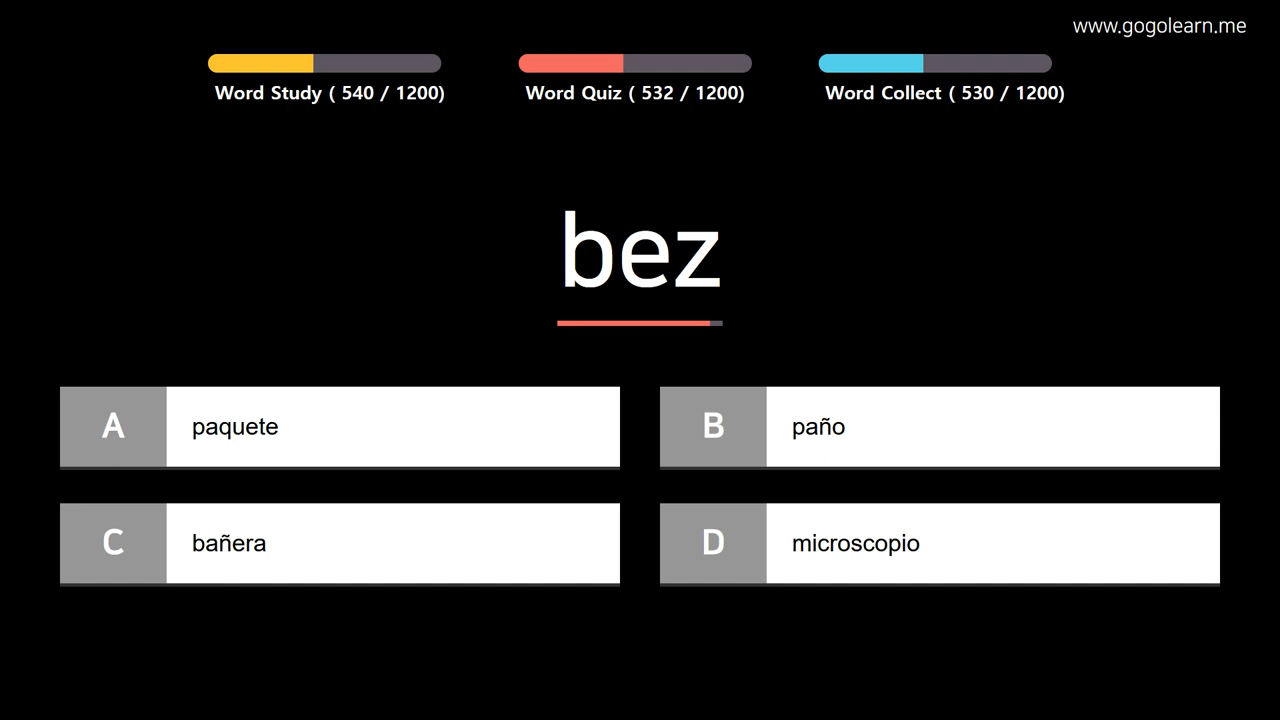 www.gogolearn.me
Word Study ( 540 / 1200)
Word Quiz ( 532 / 1200)
Word Collect ( 530 / 1200)
bez
A paquete
B paño
C bañera
D microscopio